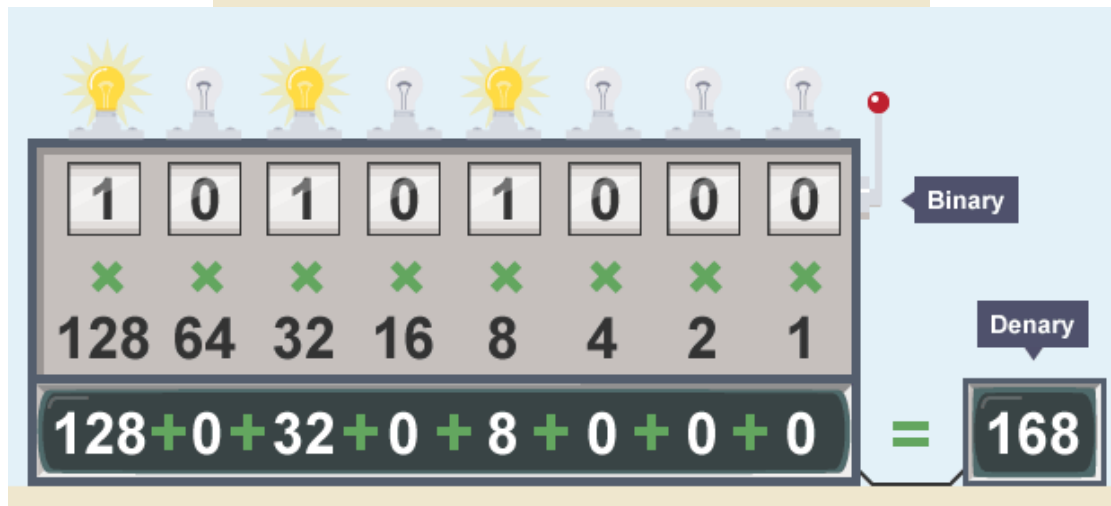 1 0 1 0 1 0 0 0
Binary
× × × × × × × ×
128 64 32 16 8 4 2 1
Denary
128+0+32+0+8+0+0+0 = 168